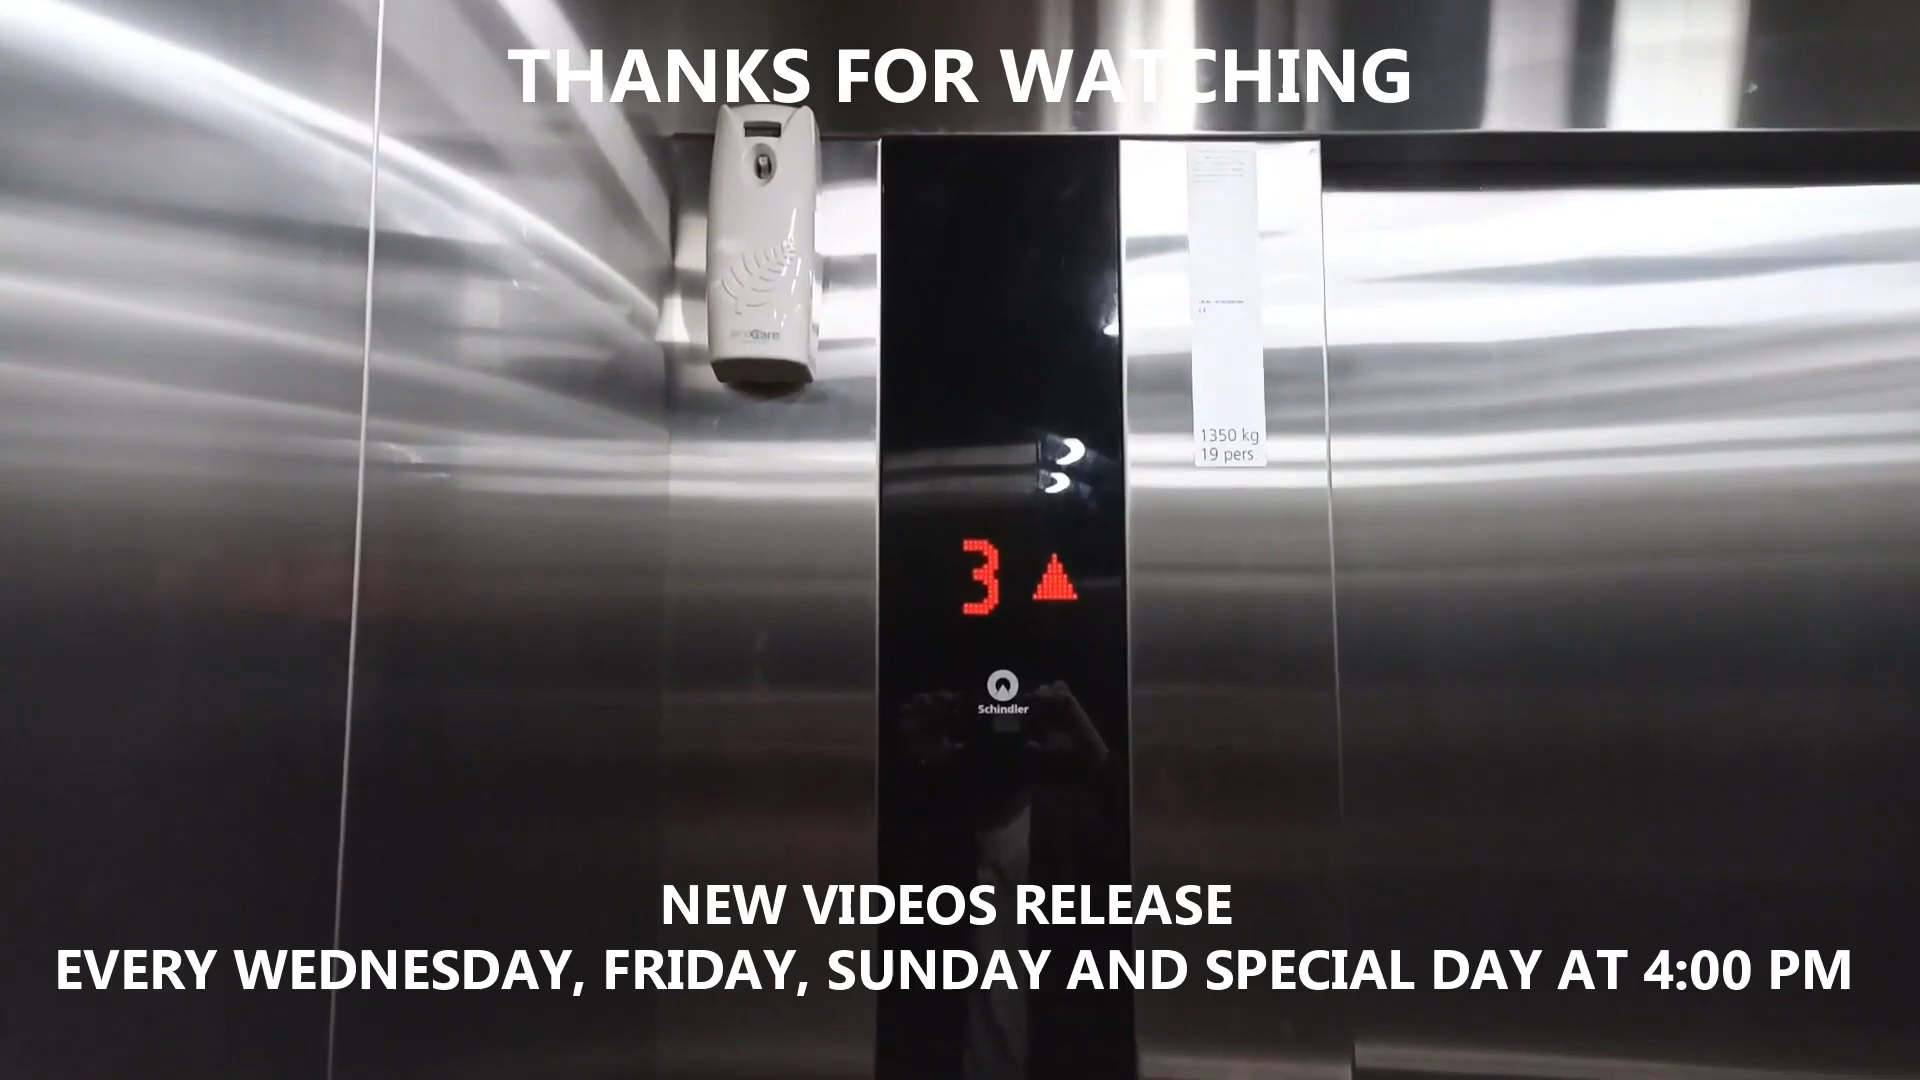 THANKS FOR WATCHING
1350 kg
19 pers.
3
Schindler
NEW VIDEOS RELEASE
EVERY WEDNESDAY, FRIDAY, SUNDAY AND SPECIAL DAY AT 4:00 PM